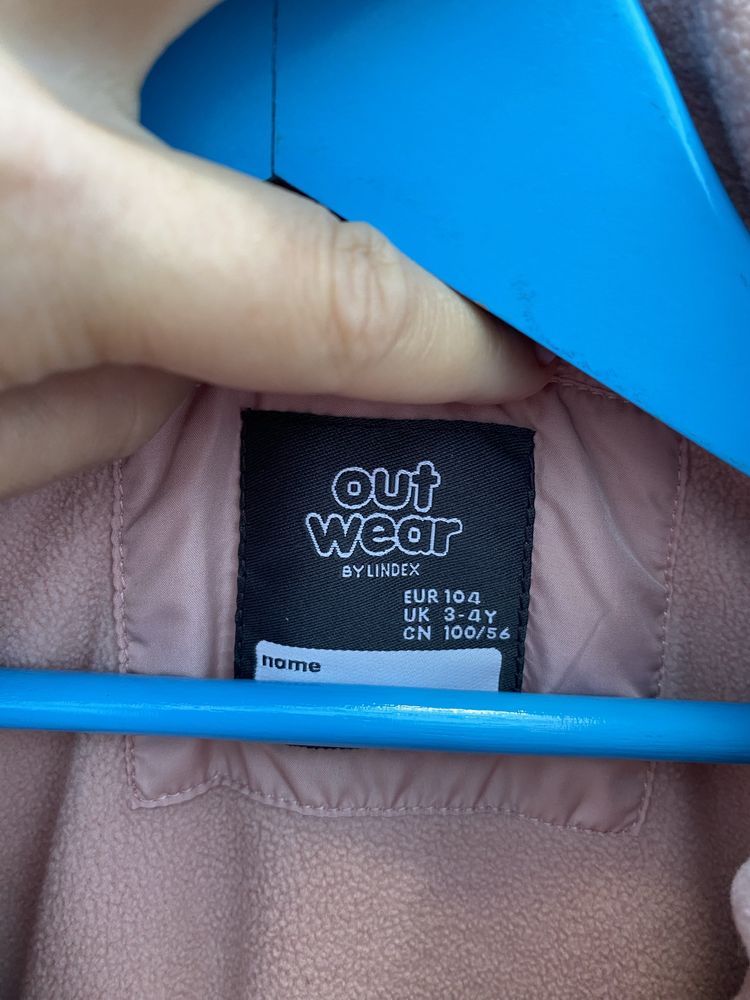 out
wear
BY LINDEX
EUR 104
UK 3-4Y
CN 100/56
name